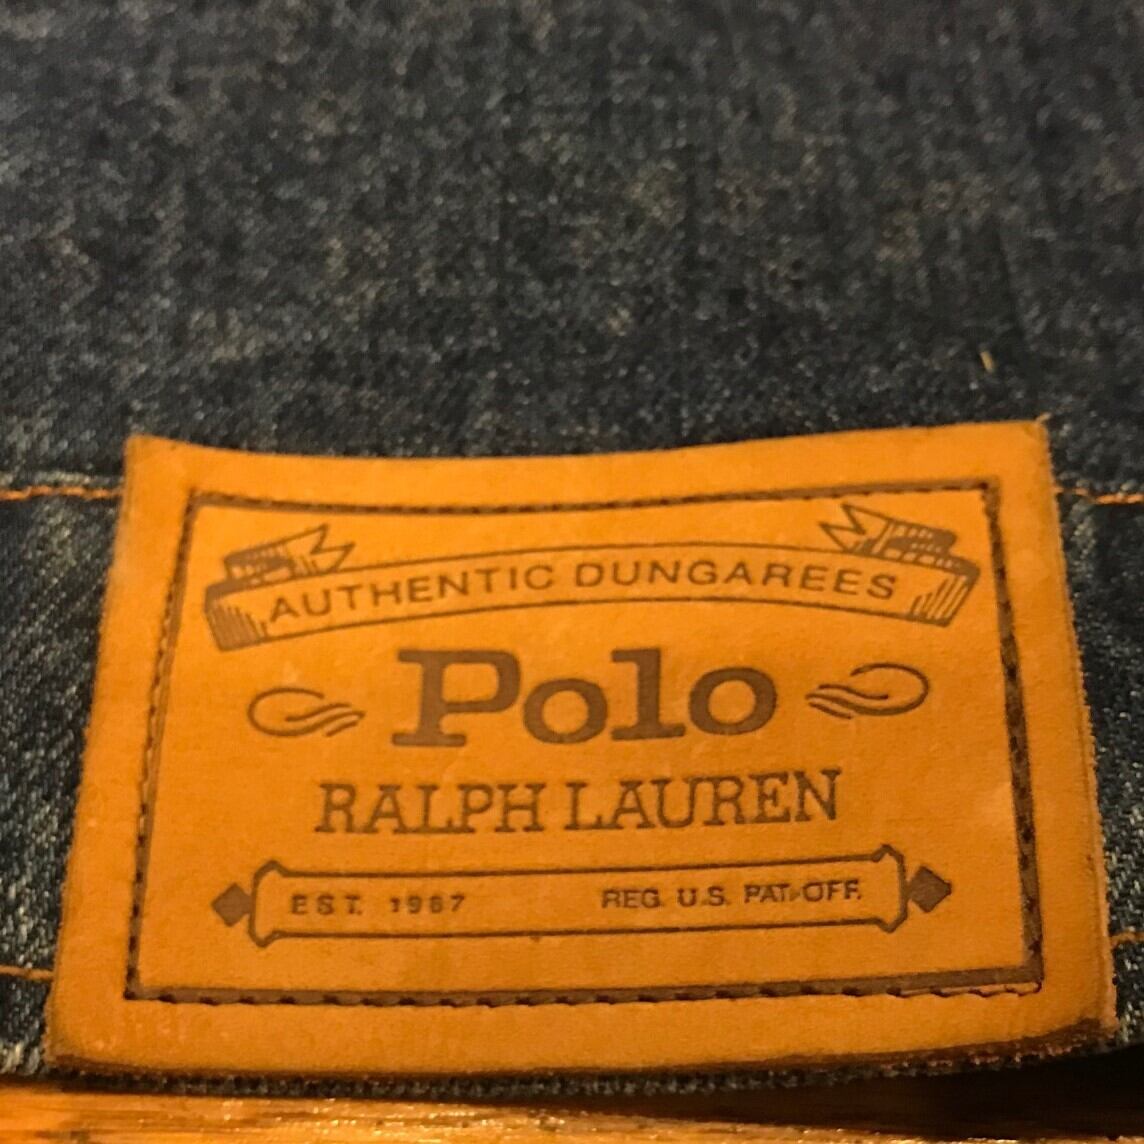 AUTHENTIC DUNGAREES
Polo
RALPH LAUREN
EST. 1967 REG. U.S. PAT. OFF.